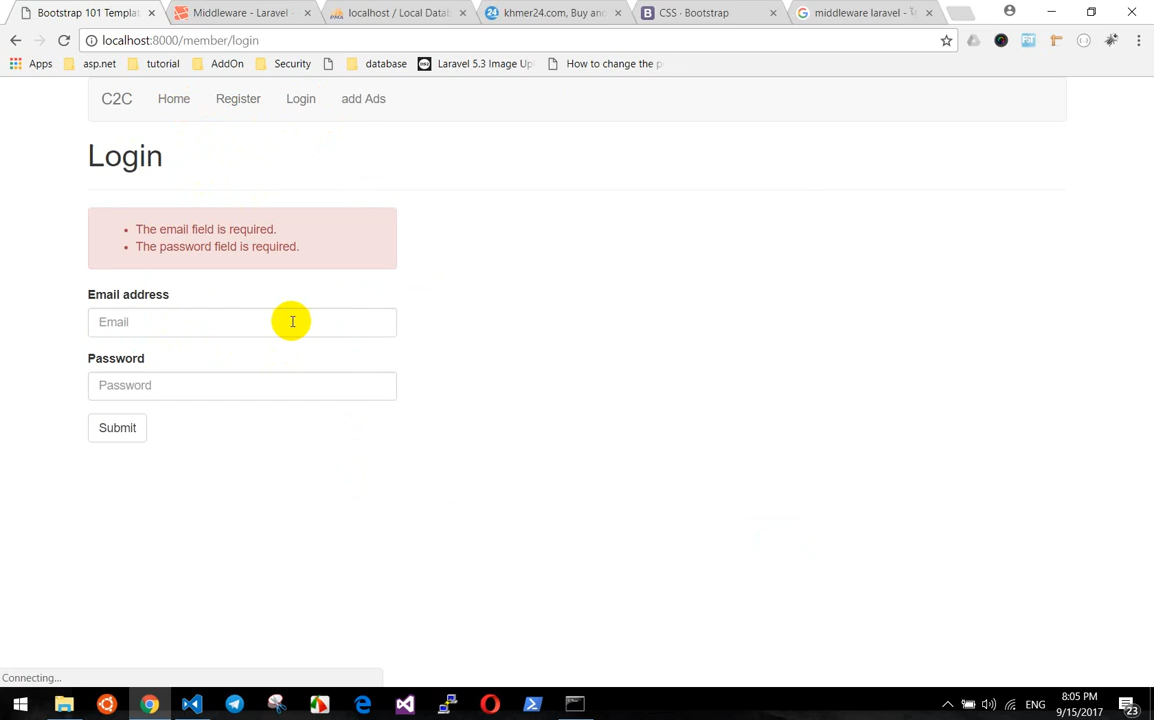 Bootstrap 101 Templat
Middleware - Laravel
localhost / Local Datab
khmer24.com, Buy and
CSS · Bootstrap
middleware laravel -
localhost:8000/member/login
Apps
asp.net
tutorial
AddOn
Security
database
Laravel 5.3 Image Up
How to change the p
C2C
Home
Register
Login
add Ads
Login
The email field is required.
The password field is required.
Email address
Email
Password
Password
Submit
Connecting...
ENG
8:05 PM
9/15/2017
23